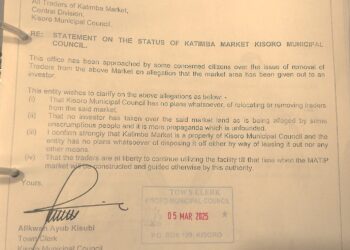 All Traders of Katimba Market,
Central Division,
Kisoro Municipal Council.
RE: STATEMENT ON THE STATUS OF KATIMBA MARKET KISORO MUNICIPAL
COUNCIL.
This office has been approached by some concerned citizens over the issue of removal of
Traders from the above Market on allegation that the market area has been given out to an
investor.
This entity wishes to clarify on the above allegations as below: -
(i) That Kisoro Municipal Council has no plans whatsoever, of relocating or removing traders
from the said market.
(ii) That no investor has taken over the said market land as is being alleged by some
unscrupulous people and it is mere propaganda which is unfounded.
(iii) I confirm strongly that Katimba Market is a property of Kisoro Municipal Council and the
entity has no plans whatsoever of disposing it off either by way of leasing it out nor any
other means.
(iv) That the traders are at liberty to continue utilizing the facility till that time when the MATIP
market will be constructed and guided otherwise by this authority.
Yours,
TOWN CLERK
KISORO MUNICIPAL COUNCIL
05 MAR 2025
BOX 129, KISORO
Atikwan Ayub Kisubi
Town Clerk
Kisoro Municipal Council